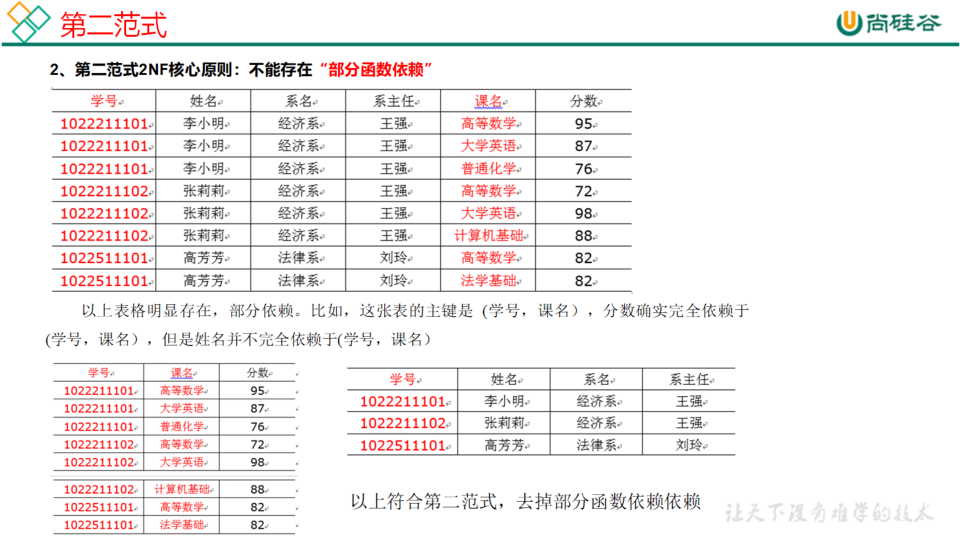 第二范式
尚硅谷
2、第二范式2NF核心原则：不能存在“部分函数依赖”
学号 姓名 系名 系主任 课名 分数
1022211101 李小明 经济系 王强 高等数学 95
1022211101 李小明 经济系 王强 大学英语 87
1022211101 李小明 经济系 王强 普通化学 76
1022211102 张莉莉 经济系 王强 高等数学 72
1022211102 张莉莉 经济系 王强 大学英语 98
1022211102 张莉莉 经济系 王强 计算机基础 88
1022511101 高芳芳 法律系 刘玲 高等数学 82
1022511101 高芳芳 法律系 刘玲 法学基础 82
以上表格明显存在，部分依赖。比如，这张表的主键是 (学号，课名），分数确实完全依赖于
(学号，课名），但是姓名并不完全依赖于(学号，课名）
学号 课名 分数
1022211101 高等数学 95
1022211101 大学英语 87
1022211101 普通化学 76
1022211102 高等数学 72
1022211102 大学英语 98
1022211102 计算机基础 88
1022511101 高等数学 82
1022511101 法学基础 82
学号 姓名 系名 系主任
1022211101 李小明 经济系 王强
1022211102 张莉莉 经济系 王强
1022511101 高芳芳 法律系 刘玲
以上符合第二范式，去掉部分函数依赖依赖
让天下没有难学的技术